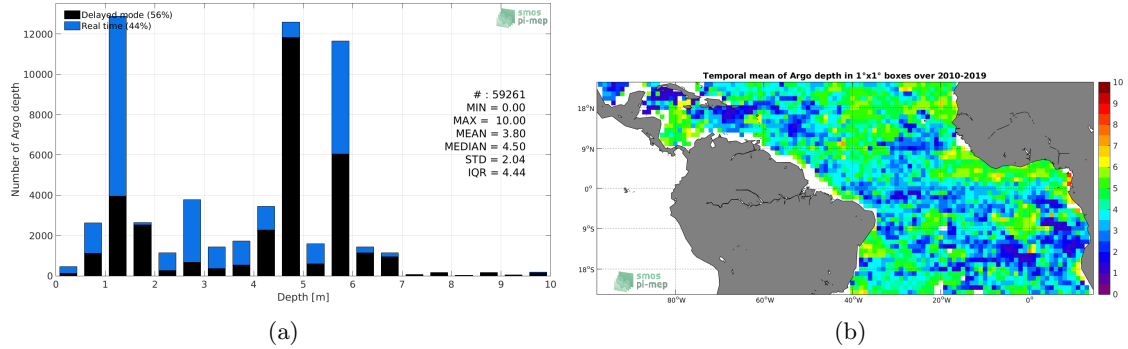 Delayed mode (56%)
Real time (44%)
smos
pi-mep
Number of Argo depth
12000
10000
8000
6000
4000
2000
0
# : 59261
MIN = 0.00
MAX = 10.00
MEAN = 3.80
MEDIAN = 4.50
STD = 2.04
IQR = 4.44
0 1 2 3 4 5 6 7 8 9 10
Depth [m]
(a)
Temporal mean of Argo depth in 1°x1° boxes over 2010-2019
18°N
9°N
0°
9°S
18°S
80°W 60°W 40°W 20°W 0°
smos
pi-mep
10
9
8
7
6
5
4
3
2
1
0
(b)